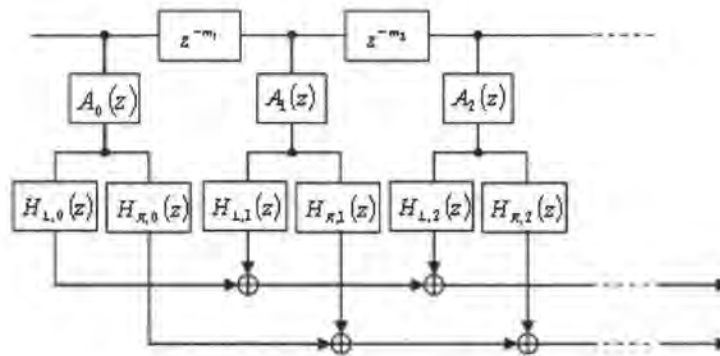 z^{-m_1} z^{-m_2}
A_0(z) A_1(z) A_2(z)
H_{L,0}(z) H_{R,0}(z) H_{L,1}(z) H_{R,1}(z) H_{L,2}(z) H_{R,2}(z)